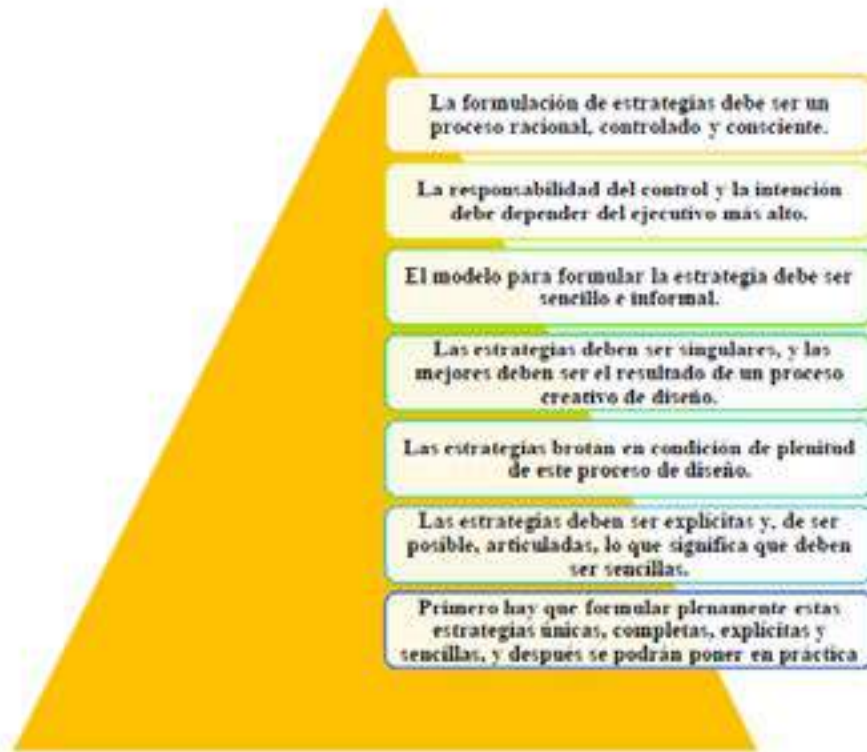 La formulación de estrategias debe ser un
proceso racional, controlado y consciente.
La responsabilidad del control y la intención
debe depender del ejecutivo más alto.
El modelo para formular la estrategia debe ser
sencillo e informal.
Las estrategias deben ser singulares, y las
mejores deben ser el resultado de un proceso
creativo de diseño.
Las estrategias brotan en condición de plenitud
de este proceso de diseño.
Las estrategias deben ser explícitas y, de ser
posible, articuladas, lo que significa que deben
ser sencillas.
Primero hay que formular plenamente estas
estrategias únicas, completas, explícitas y
sencillas, y después se podrán poner en práctica